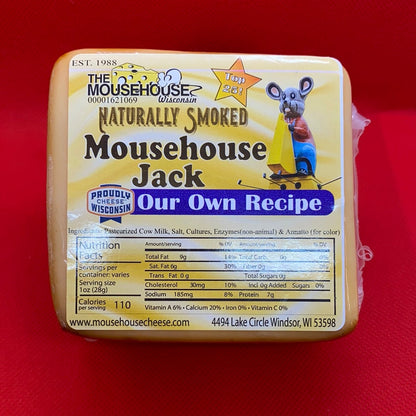 EST. 1988
THE
MOUSEHOUSE
Wisconsin
00001621069
Top
25!
NATURALLY SMOKED
Mousehouse
Jack
PROUDLY
CHEESE
WISCONSIN
Our Own Recipe
Ingredients: Pasteurized Cow Milk, Salt, Cultures, Enzymes(non-animal) & Annatto (for color)
Nutrition
Facts
Servings per
container: varies
Serving size
1oz (28g)
Calories
per serving 110
Amount/serving % DV Amount/serving % DV
Total Fat 9g 14% Total Carb. 0g 0%
Sat. Fat 6g 30% Fiber 0g 0%
Trans Fat 0 g Total Sugars 0g
Cholesterol 30mg 10% Incl. 0g Added Sugars 0%
Sodium 185mg 8% Protein 7g
Vitamin A 6% • Calcium 20% • Iron 0% • Vitamin C 0%
www.mousehousecheese.com 4494 Lake Circle Windsor, WI 53598